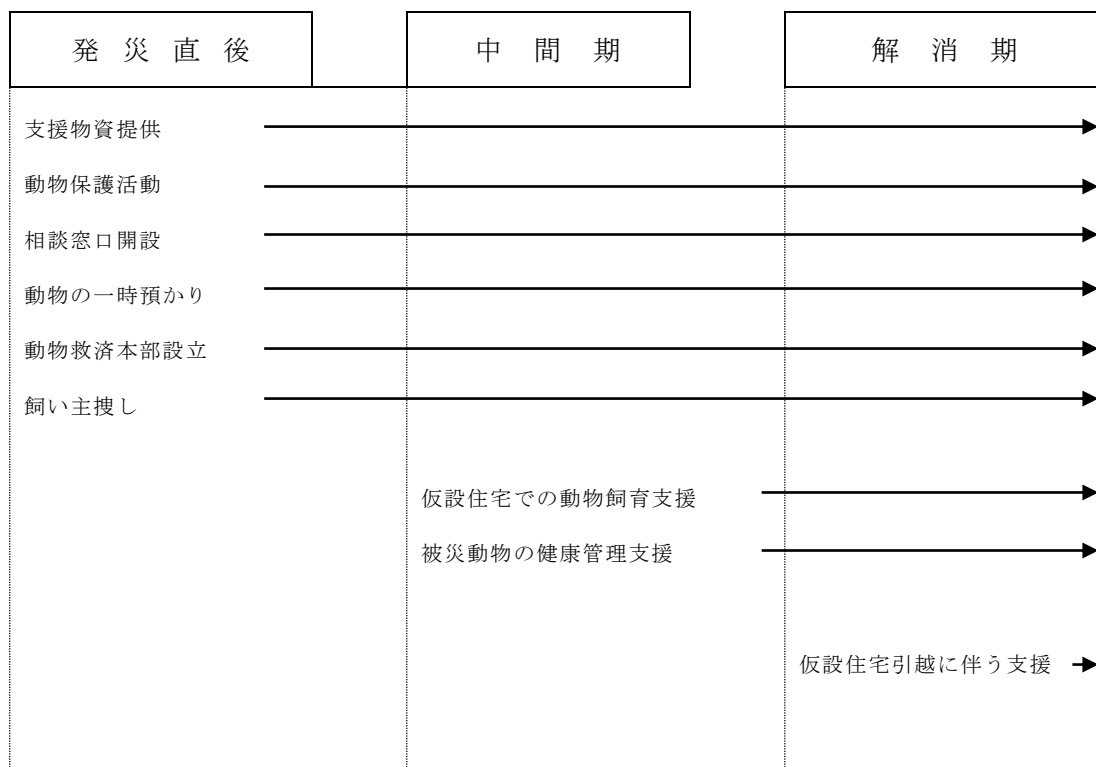 発災直後
中間期
解消期
支援物資提供
動物保護活動
相談窓口開設
動物の一時預かり
動物救済本部設立
飼い主捜し
仮設住宅での動物飼育支援
被災動物の健康管理支援
仮設住宅引越に伴う支援